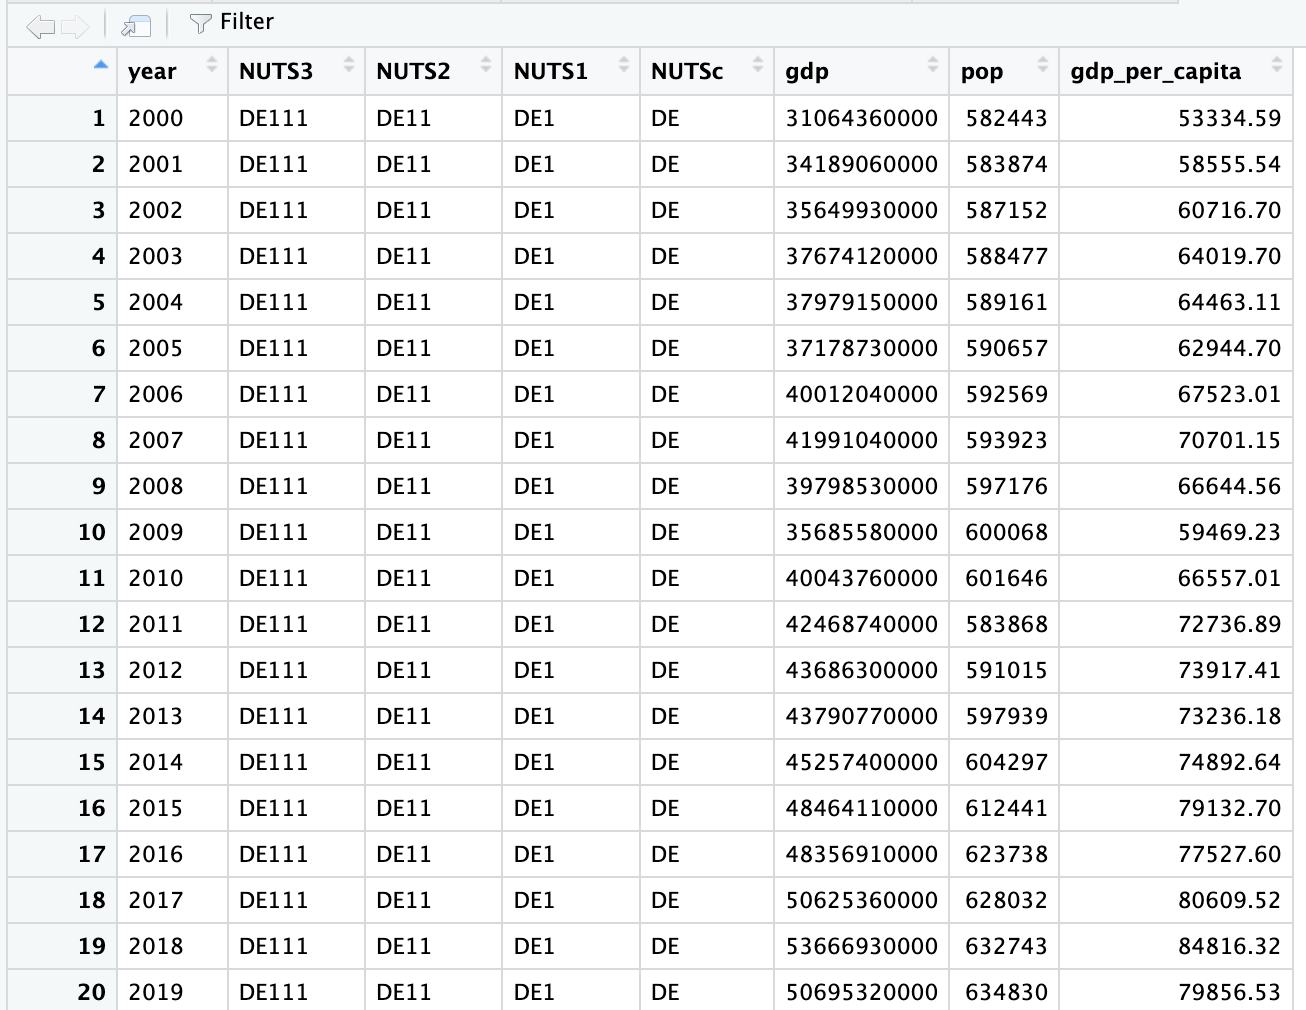 Filter
year NUTS3 NUTS2 NUTS1 NUTSc gdp pop gdp_per_capita
1 2000 DE111 DE11 DE1 DE 31064360000 582443 53334.59
2 2001 DE111 DE11 DE1 DE 34189060000 583874 58555.54
3 2002 DE111 DE11 DE1 DE 35649930000 587152 60716.70
4 2003 DE111 DE11 DE1 DE 37674120000 588477 64019.70
5 2004 DE111 DE11 DE1 DE 37979150000 589161 64463.11
6 2005 DE111 DE11 DE1 DE 37178730000 590657 62944.70
7 2006 DE111 DE11 DE1 DE 40012040000 592569 67523.01
8 2007 DE111 DE11 DE1 DE 41991040000 593923 70701.15
9 2008 DE111 DE11 DE1 DE 39798530000 597176 66644.56
10 2009 DE111 DE11 DE1 DE 35685580000 600068 59469.23
11 2010 DE111 DE11 DE1 DE 40043760000 601646 66557.01
12 2011 DE111 DE11 DE1 DE 42468740000 583868 72736.89
13 2012 DE111 DE11 DE1 DE 43686300000 591015 73917.41
14 2013 DE111 DE11 DE1 DE 43790770000 597939 73236.18
15 2014 DE111 DE11 DE1 DE 45257400000 604297 74892.64
16 2015 DE111 DE11 DE1 DE 48464110000 612441 79132.70
17 2016 DE111 DE11 DE1 DE 48356910000 623738 77527.60
18 2017 DE111 DE11 DE1 DE 50625360000 628032 80609.52
19 2018 DE111 DE11 DE1 DE 53666930000 632743 84816.32
20 2019 DE111 DE11 DE1 DE 50695320000 634830 79856.53